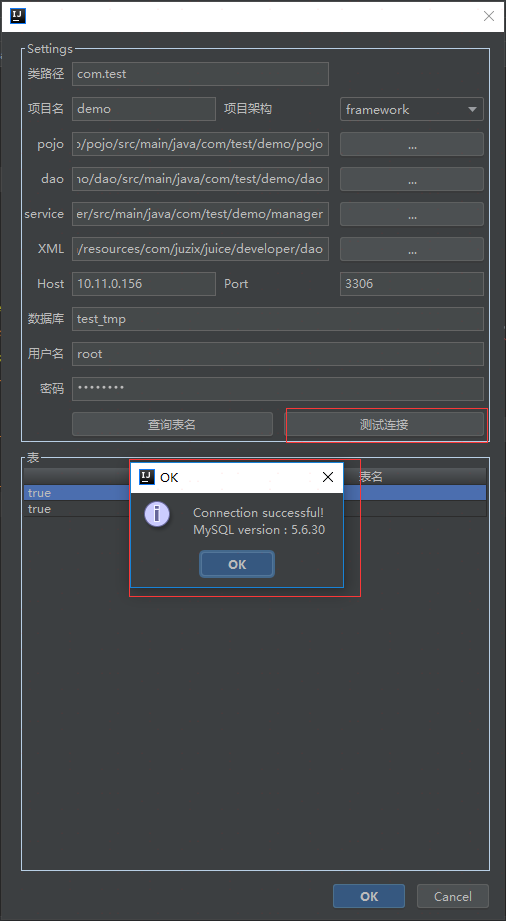 IJ
Settings
类路径 com.test
项目名 demo 项目架构 framework
pojo ɔ/pojo/src/main/java/com/test/demo/pojo ...
dao no/dao/src/main/java/com/test/demo/dao ...
service er/src/main/java/com/test/demo/manager ...
XML /resources/com/juzix/juice/developer/dao ...
Host 10.11.0.156 Port 3306
数据库 test_tmp
用户名 root
密码 ••••••••
查询表名 测试连接
表
表名
true
true
IJ OK
Connection successful!
MySQL version : 5.6.30
OK
OK Cancel